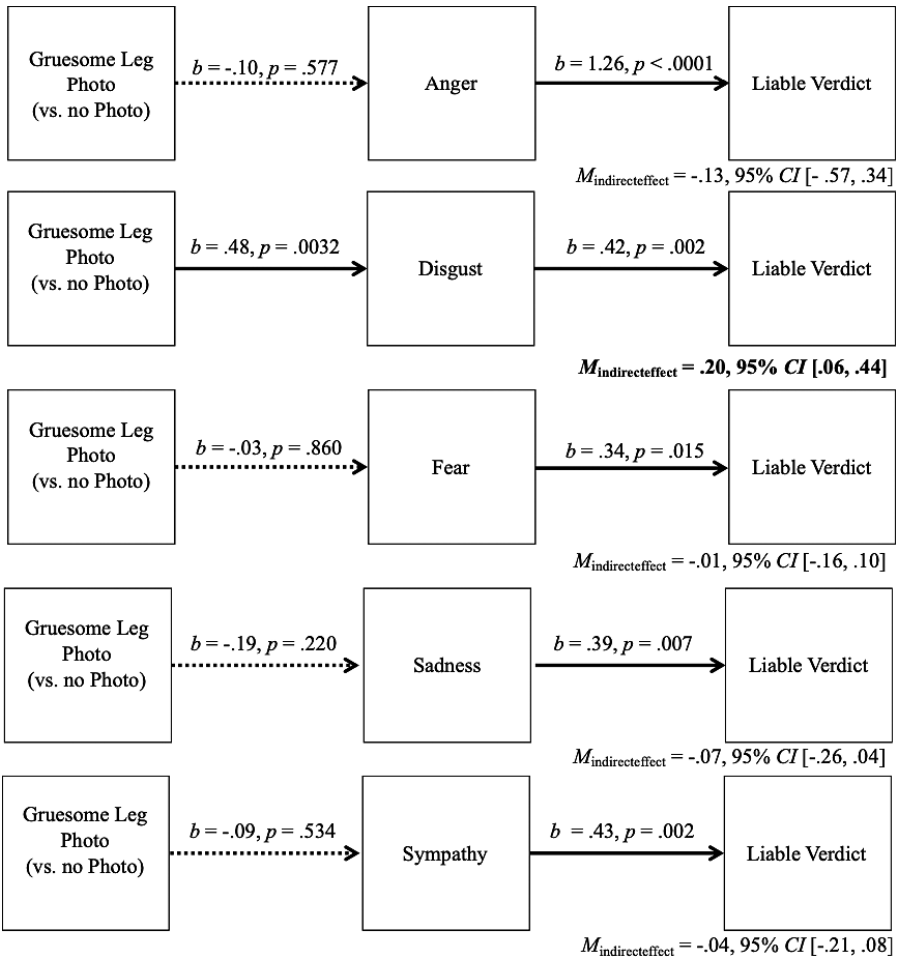 Gruesome Leg
Photo
(vs. no Photo)
b = -.10, p = .577
Anger
b = 1.26, p < .0001
Liable Verdict
Mindirecteffect = -.13, 95% CI [- .57, .34]
Gruesome Leg
Photo
(vs. no Photo)
b = .48, p = .0032
Disgust
b = .42, p = .002
Liable Verdict
Mindirecteffect = .20, 95% CI [.06, .44]
Gruesome Leg
Photo
(vs. no Photo)
b = -.03, p = .860
Fear
b = .34, p = .015
Liable Verdict
Mindirecteffect = -.01, 95% CI [-.16, .10]
Gruesome Leg
Photo
(vs. no Photo)
b = -.19, p = .220
Sadness
b = .39, p = .007
Liable Verdict
Mindirecteffect = -.07, 95% CI [-.26, .04]
Gruesome Leg
Photo
(vs. no Photo)
b = -.09, p = .534
Sympathy
b = .43, p = .002
Liable Verdict
Mindirecteffect = -.04, 95% CI [-.21, .08]